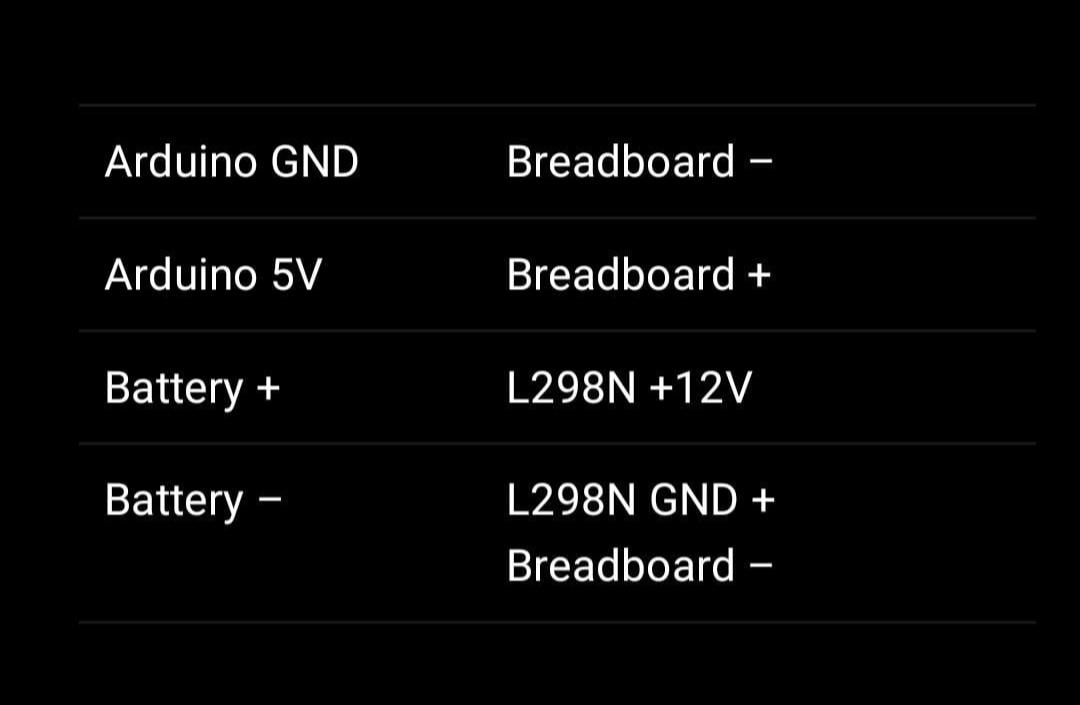 Arduino GND Breadboard –
Arduino 5V Breadboard +
Battery + L298N +12V
Battery – L298N GND +
Breadboard –